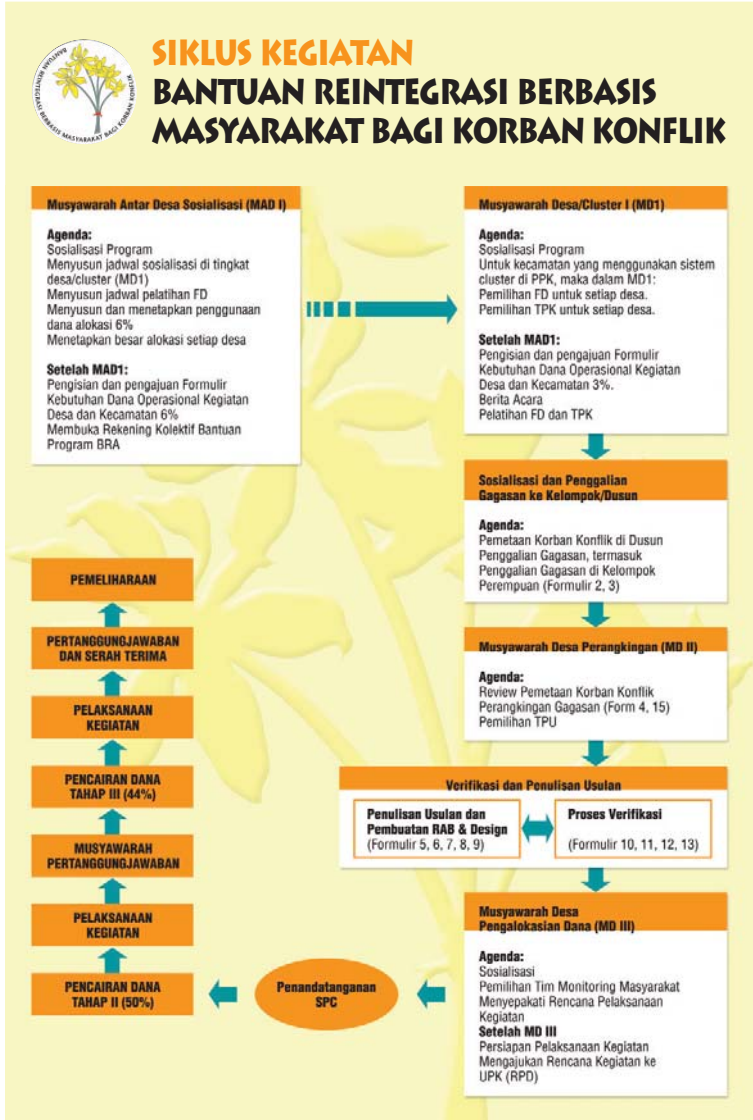 BANTUAN REINTEGRASI BERBASIS MASYARAKAT BAGI KORBAN KONFLIK
SIKLUS KEGIATAN
BANTUAN REINTEGRASI BERBASIS
MASYARAKAT BAGI KORBAN KONFLIK
Musyawarah Antar Desa Sosialisasi (MAD I)
Agenda:
Sosialisasi Program
Menyusun jadwal sosialisasi di tingkat
desa/cluster (MD1)
Menyusun jadwal pelatihan FD
Menyusun dan menetapkan penggunaan
dana alokasi 6%
Menetapkan besar alokasi setiap desa
Setelah MAD1:
Pengisian dan pengajuan Formulir
Kebutuhan Dana Operasional Kegiatan
Desa dan Kecamatan 6%
Membuka Rekening Kolektif Bantuan
Program BRA
Musyawarah Desa/Cluster I (MD1)
Agenda:
Sosialisasi Program
Untuk kecamatan yang menggunakan sistem
cluster di PPK, maka dalam MD1:
Pemilihan FD untuk setiap desa.
Pemilihan TPK untuk setiap desa.
Setelah MAD1:
Pengisian dan pengajuan Formulir
Kebutuhan Dana Operasional Kegiatan
Desa dan Kecamatan 3%.
Berita Acara
Pelatihan FD dan TPK
Sosialisasi dan Penggalian
Gagasan ke Kelompok/Dusun
Agenda:
Pemetaan Korban Konflik di Dusun
Penggalian Gagasan, termasuk
Penggalian Gagasan di Kelompok
Perempuan (Formulir 2, 3)
Musyawarah Desa Perangkingan (MD II)
Agenda:
Review Pemetaan Korban Konflik
Perangkingan Gagasan (Form 4, 15)
Pemilihan TPU
Verifikasi dan Penulisan Usulan
Penulisan Usulan dan
Pembuatan RAB & Design
(Formulir 5, 6, 7, 8, 9)
Proses Verifikasi
(Formulir 10, 11, 12, 13)
Musyawarah Desa
Pengalokasian Dana (MD III)
Agenda:
Sosialisasi
Pemilihan Tim Monitoring Masyarakat
Menyepakati Rencana Pelaksanaan
Kegiatan
Setelah MD III
Persiapan Pelaksanaan Kegiatan
Mengajukan Rencana Kegiatan ke
UPK (RPD)
Penandatanganan
SPC
PENCAIRAN DANA
TAHAP II (50%)
PELAKSANAAN
KEGIATAN
MUSYAWARAH
PERTANGGUNGJAWABAN
PENCAIRAN DANA
TAHAP III (44%)
PELAKSANAAN
KEGIATAN
PERTANGGUNGJAWABAN
DAN SERAH TERIMA
PEMELIHARAAN